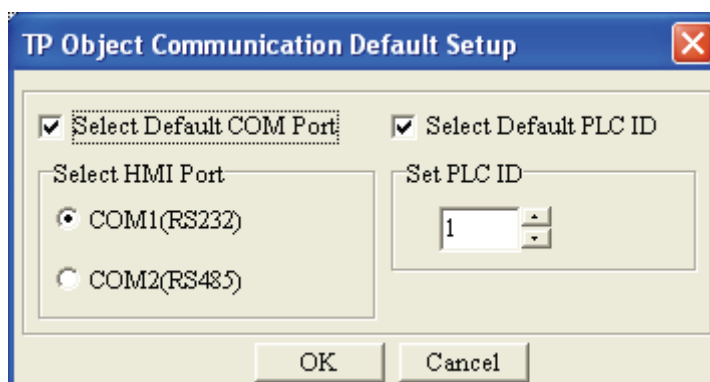 TP Object Communication Default Setup
Select Default COM Port
Select Default PLC ID
Select HMI Port
COM1(RS232)
COM2(RS485)
Set PLC ID
1
OK
Cancel